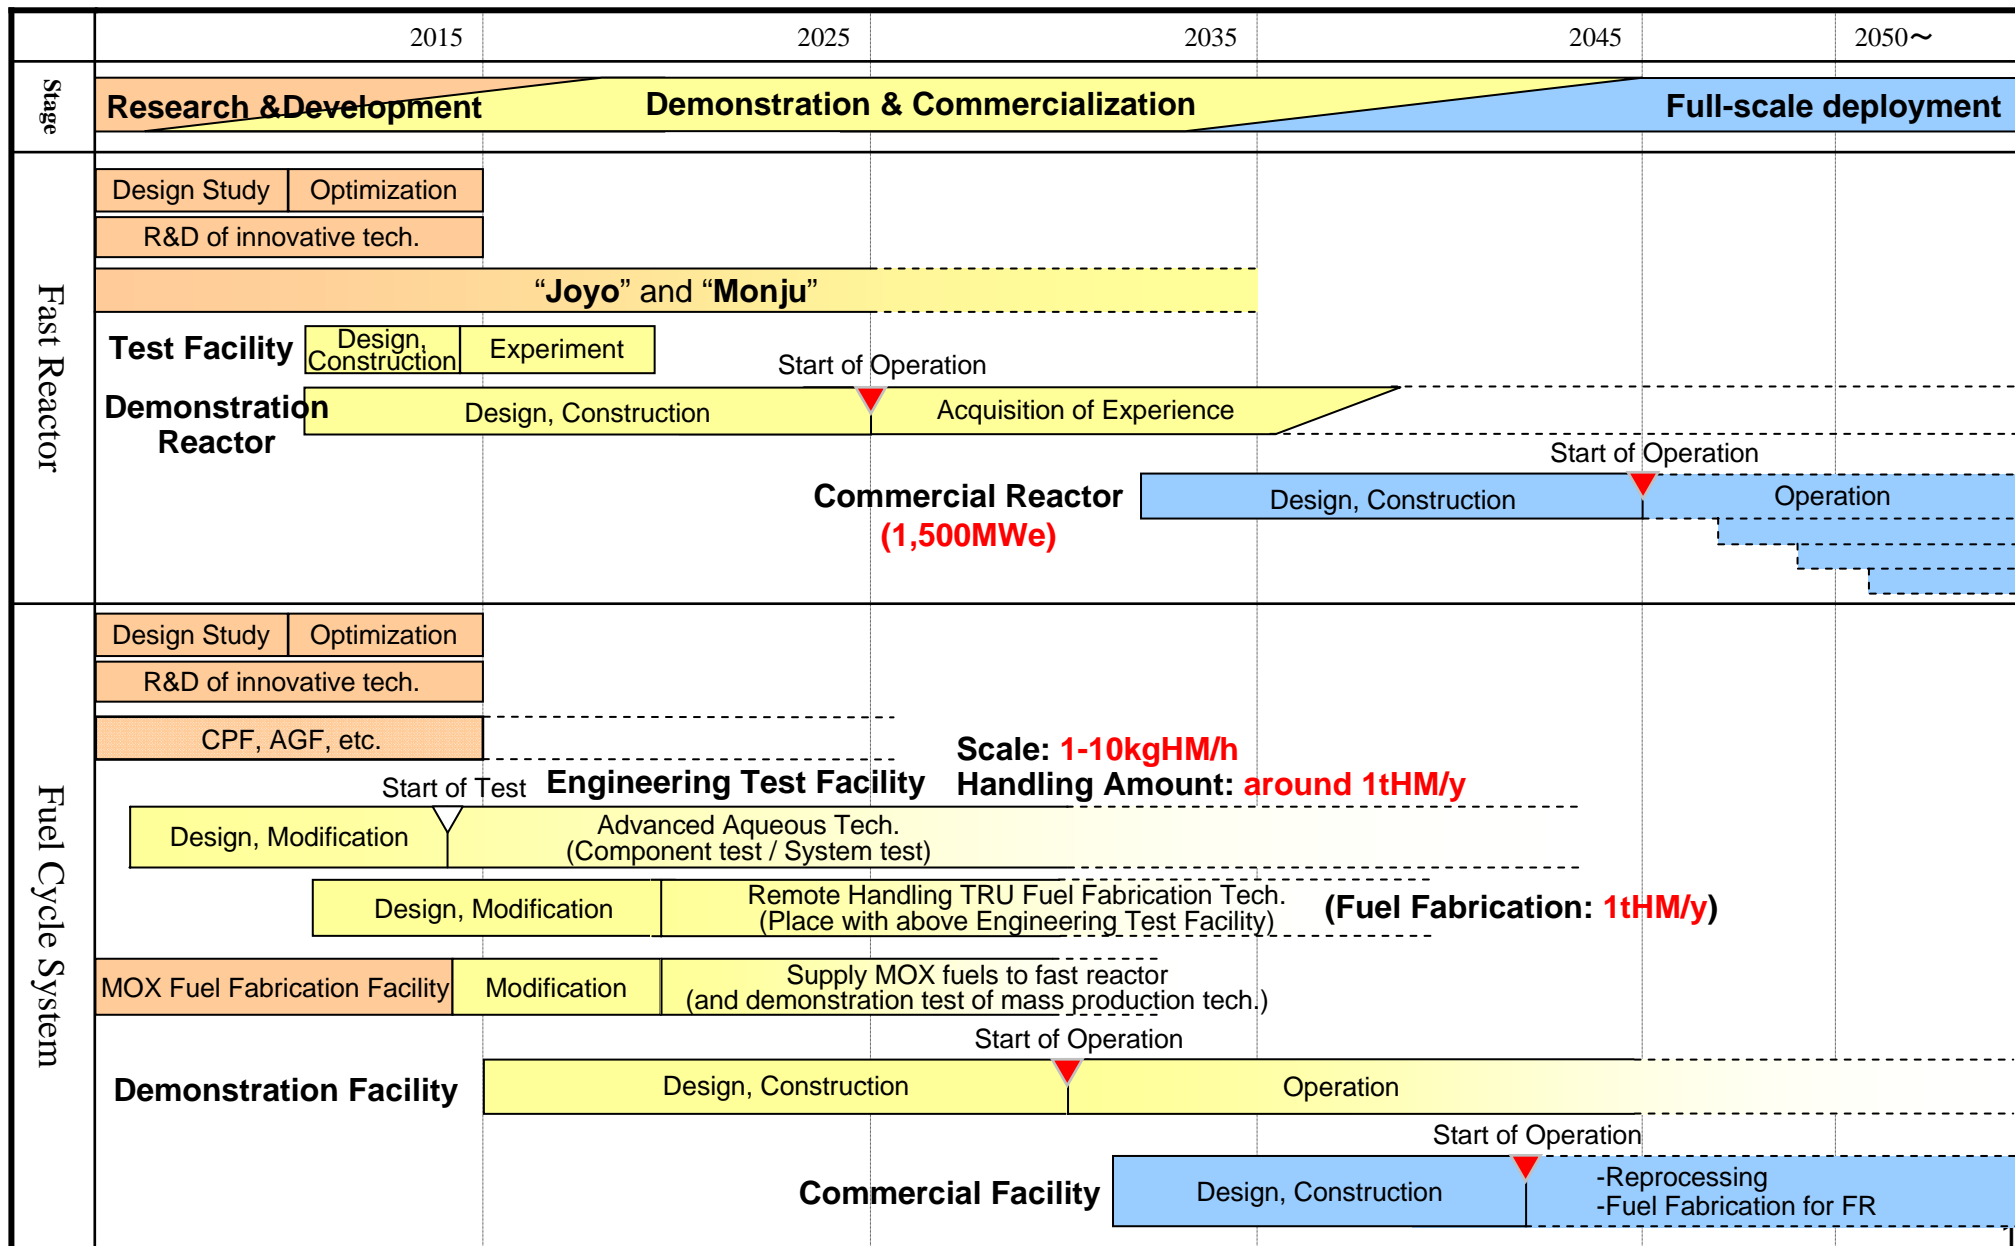 2015 2025 2035 2045 2050～
Stage
Research &Development Demonstration & Commercialization Full-scale deployment
Fast Reactor
Design Study Optimization
R&D of innovative tech.
“Joyo” and “Monju”
Test Facility
Design,
Construction
Experiment
Start of Operation
Demonstration
Reactor
Design, Construction
Acquisition of Experience
Start of Operation
Commercial Reactor
(1,500MWe)
Design, Construction
Operation
Fuel Cycle System
Design Study Optimization
R&D of innovative tech.
CPF, AGF, etc.
Scale: 1-10kgHM/h
Handling Amount: around 1tHM/y
Start of Test
Engineering Test Facility
Design, Modification
Advanced Aqueous Tech.
(Component test / System test)
Design, Modification
Remote Handling TRU Fuel Fabrication Tech.
(Place with above Engineering Test Facility)
(Fuel Fabrication: 1tHM/y)
MOX Fuel Fabrication Facility
Modification
Supply MOX fuels to fast reactor
(and demonstration test of mass production tech.)
Start of Operation
Demonstration Facility
Design, Construction
Operation
Start of Operation
Commercial Facility
Design, Construction
-Reprocessing
-Fuel Fabrication for FR